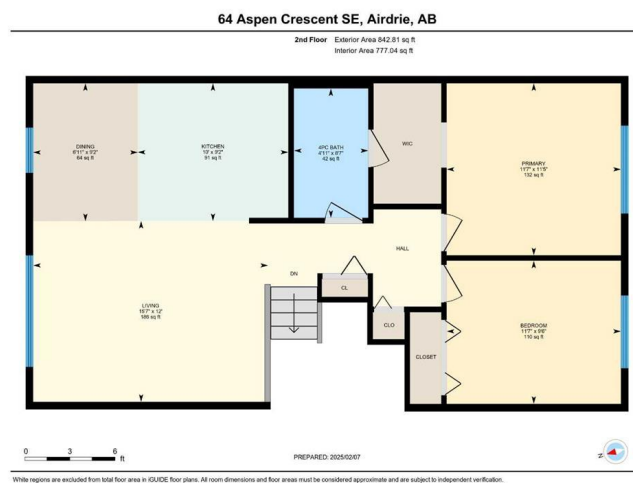 64 Aspen Crescent SE, Airdrie, AB
2nd Floor Exterior Area 842.81 sq ft
Interior Area 777.04 sq ft
DINING
6'11" x 9'2"
64 sq ft
KITCHEN
10' x 9'2"
91 sq ft
4PC BATH
4'11" x 8'7"
42 sq ft
WIC
PRIMARY
11'7" x 11'5"
132 sq ft
HALL
DN
CL
LIVING
15'7" x 12'
186 sq ft
CLO
CLOSET
BEDROOM
11'7" x 9'6"
110 sq ft
0 3 6
ft
PREPARED: 2025/02/07
N
White regions are excluded from total floor area in iGUIDE floor plans. All room dimensions and floor areas must be considered approximate and are subject to independent verification.